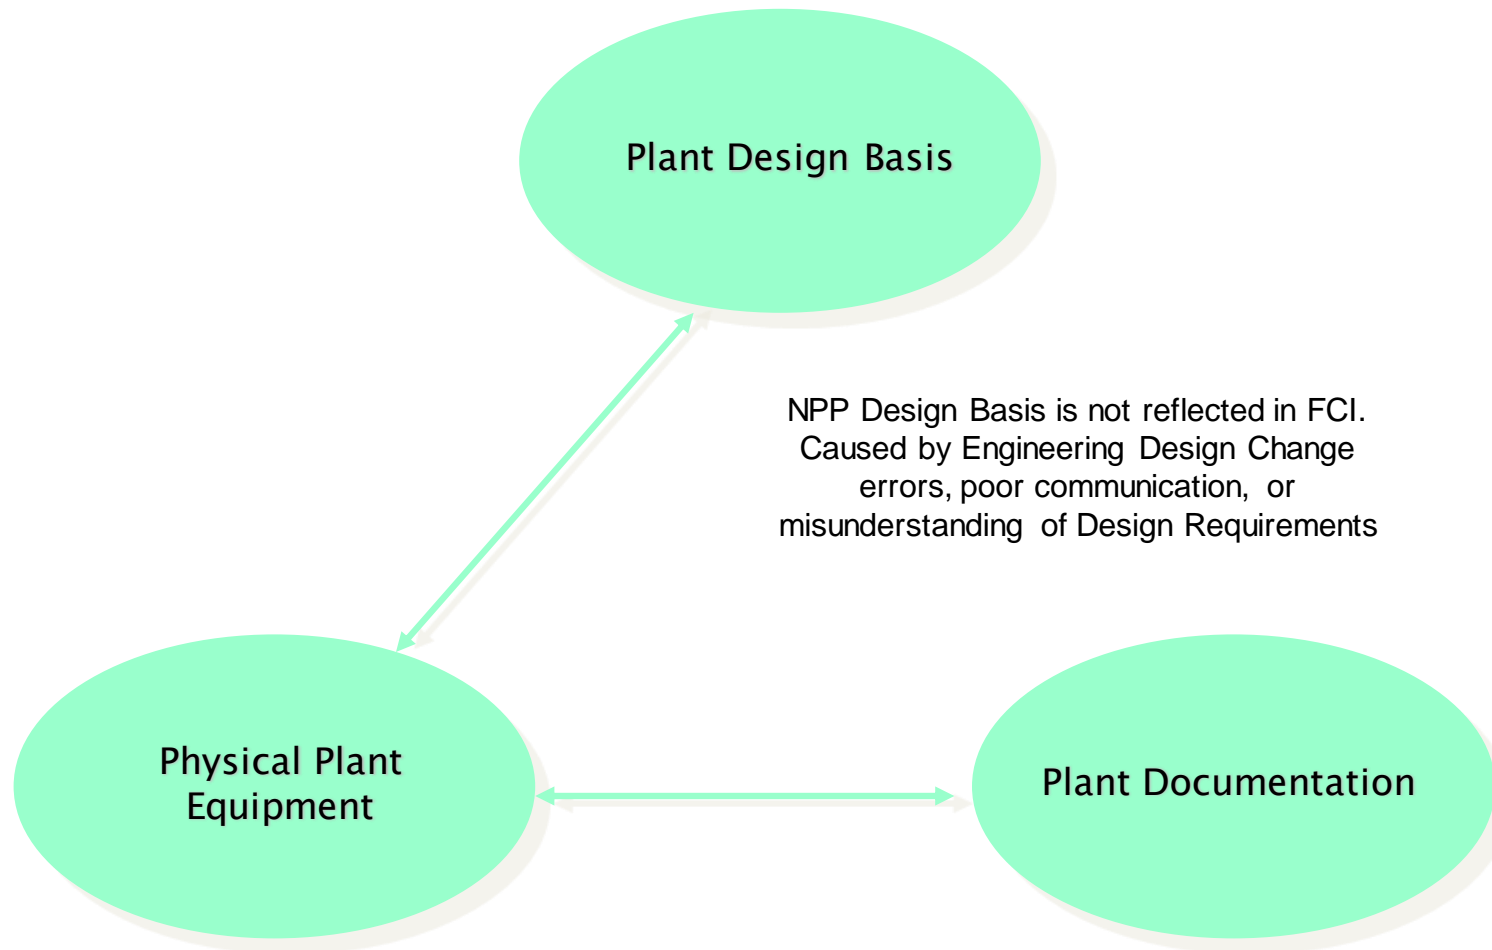 Plant Design Basis
NPP Design Basis is not reflected in FCI.
Caused by Engineering Design Change
errors, poor communication, or
misunderstanding of Design Requirements
Physical Plant
Equipment
Plant Documentation